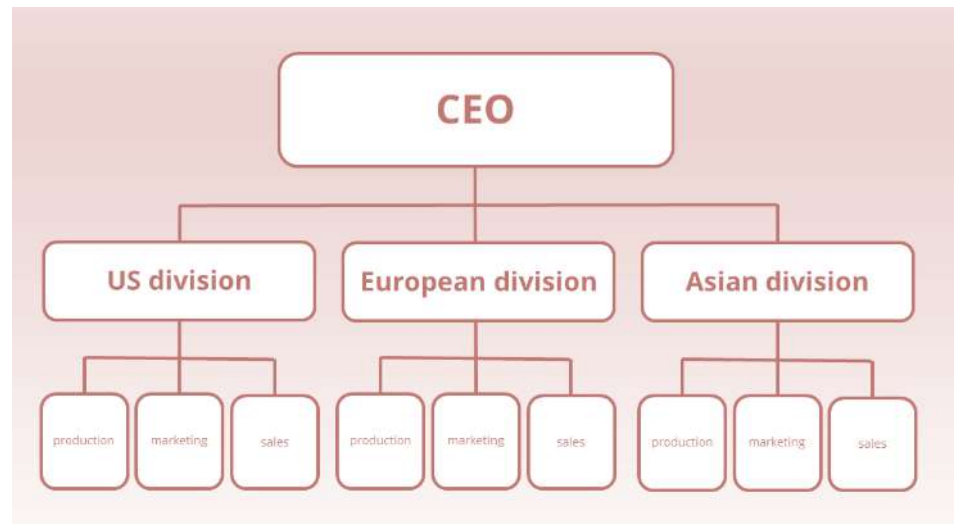 CEO
US division
European division
Asian division
production
marketing
sales
production
marketing
sales
production
marketing
sales